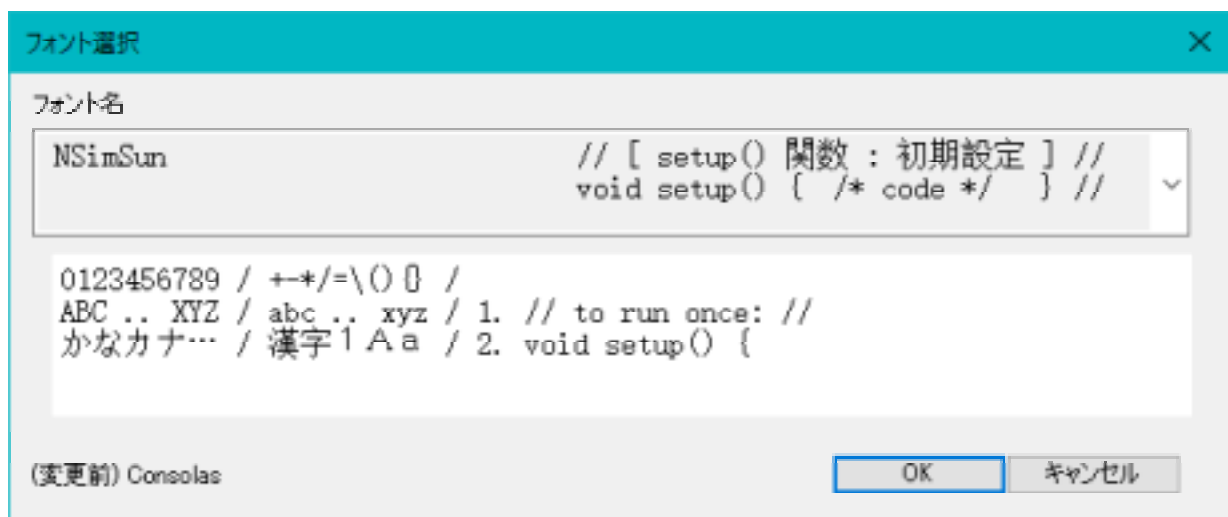 フォント選択
フォント名
NSimSun // [ setup() 関数 : 初期設定 ] //
void setup() { /* code */ } //
0123456789 / +-*/=\(){} /
ABC .. XYZ / abc .. xyz / 1. // to run once: //
かなカナ… / 漢字１Ａａ / 2. void setup() {
(変更前) Consolas
OK
キャンセル